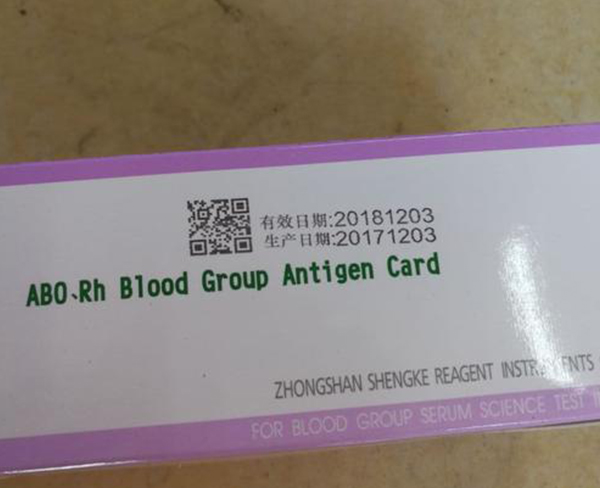 有效日期:20181203
生产日期:20171203
ABO、Rh Blood Group Antigen Card
ZHONGSHAN SHENGKE REAGENT INSTRUMENTS
FOR BLOOD GROUP SERUM SCIENCE TEST